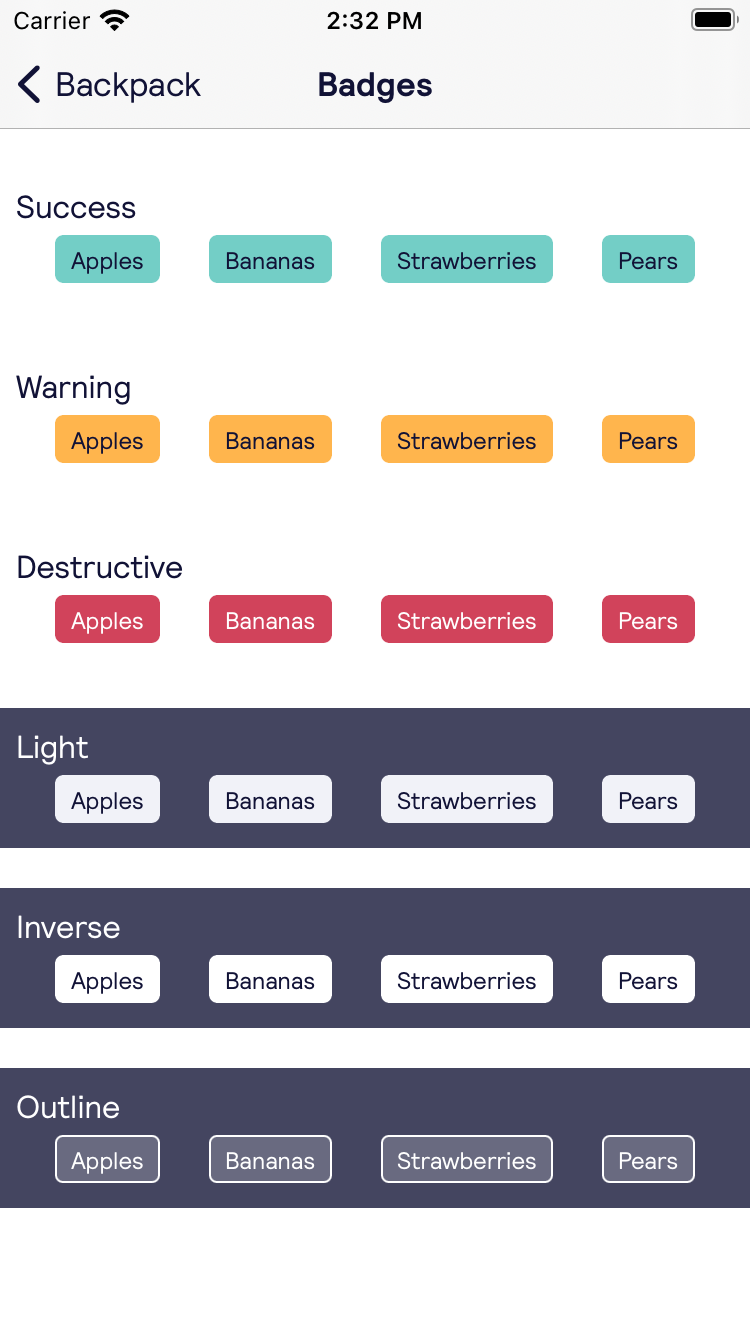 Carrier 2:32 PM
Backpack Badges
Success
Apples Bananas Strawberries Pears
Warning
Apples Bananas Strawberries Pears
Destructive
Apples Bananas Strawberries Pears
Light
Apples Bananas Strawberries Pears
Inverse
Apples Bananas Strawberries Pears
Outline
Apples Bananas Strawberries Pears